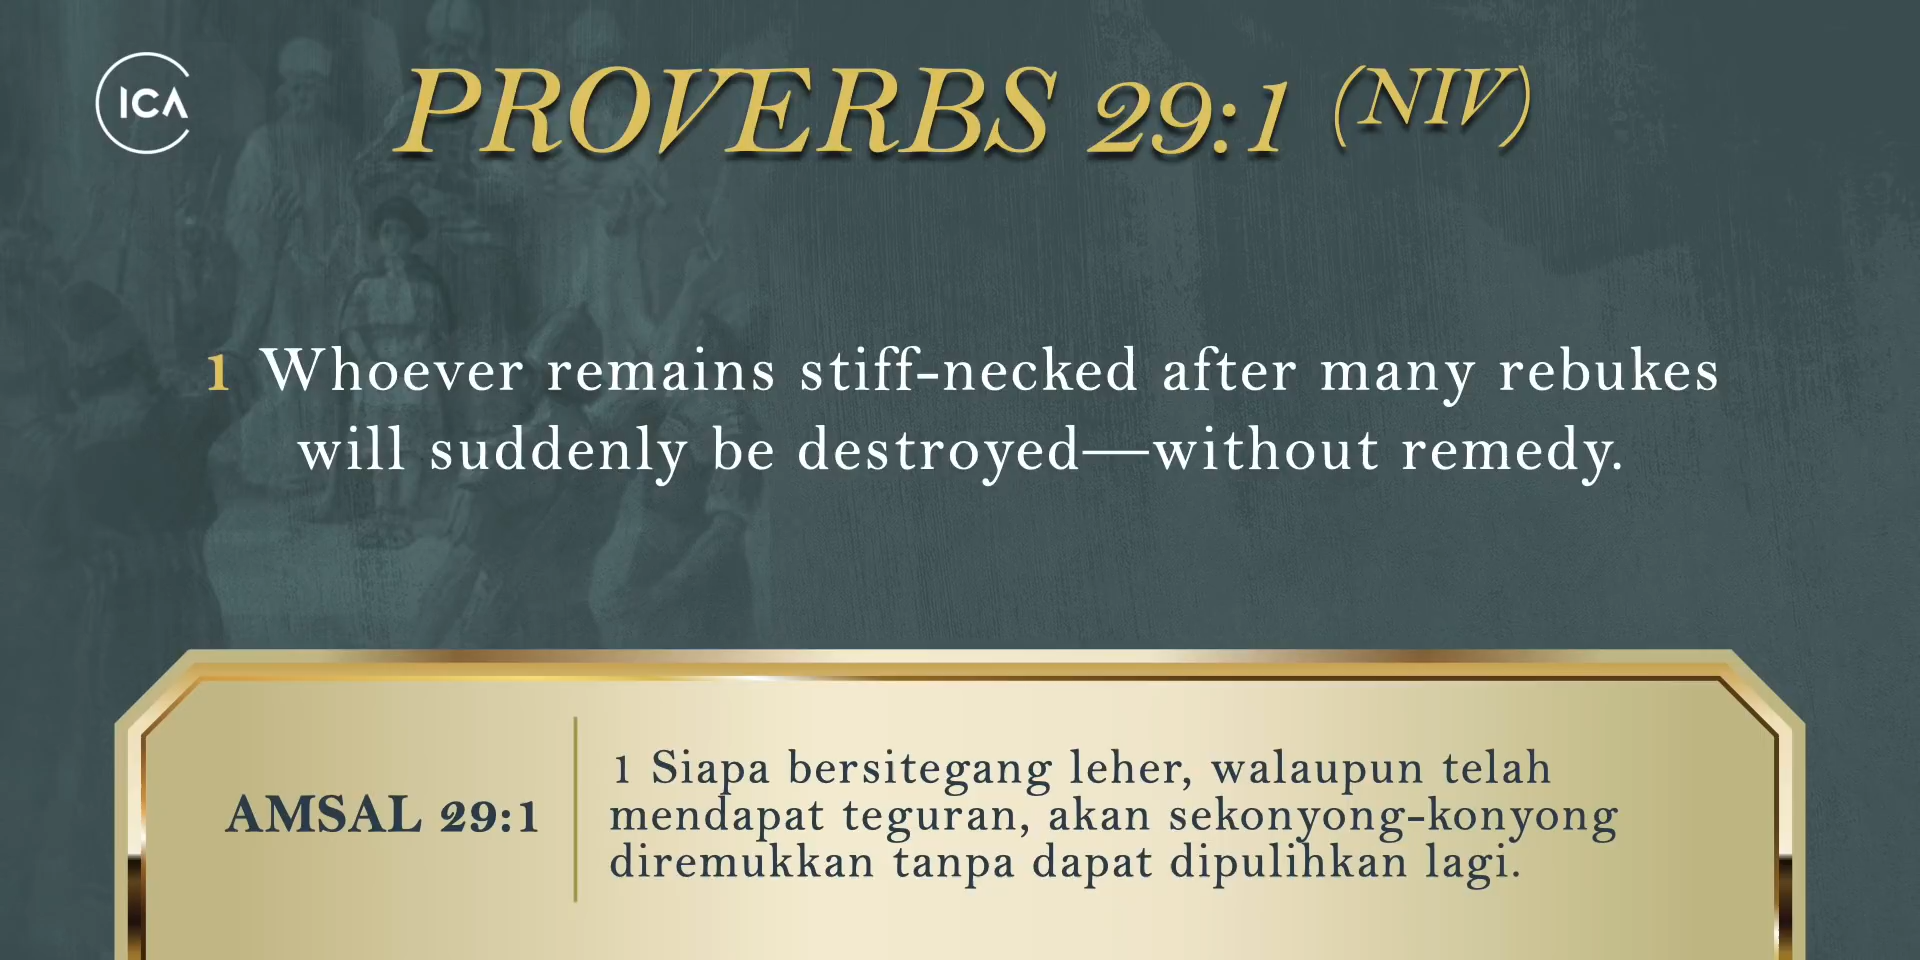 ICA
PROVERBS 29:1 (NIV)
1 Whoever remains stiff-necked after many rebukes
will suddenly be destroyed—without remedy.
AMSAL 29:1
1 Siapa bersitegang leher, walaupun telah
mendapat teguran, akan sekonyong-konyong
diremukkan tanpa dapat dipulihkan lagi.